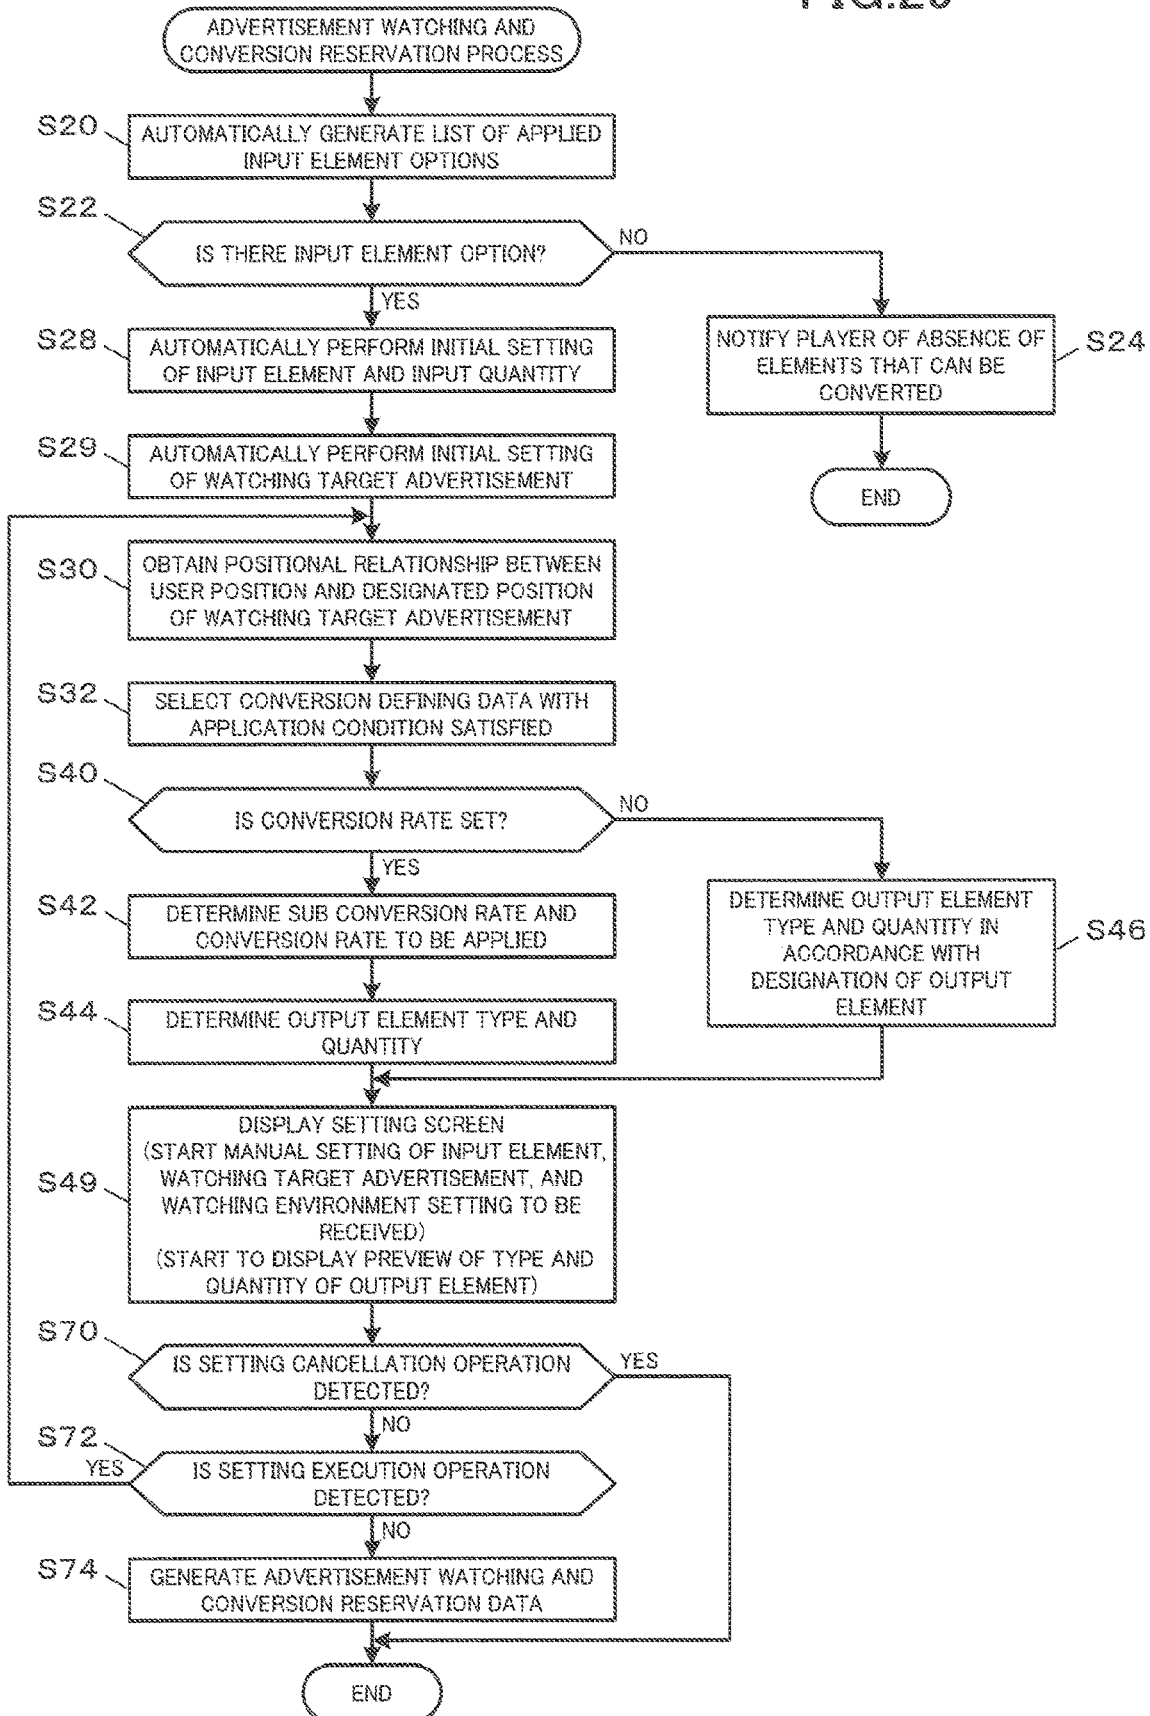 ADVERTISEMENT WATCHING AND
CONVERSION RESERVATION PROCESS
S20
AUTOMATICALLY GENERATE LIST OF APPLIED
INPUT ELEMENT OPTIONS
S22
IS THERE INPUT ELEMENT OPTION?
NO
YES
S24
NOTIFY PLAYER OF ABSENCE OF
ELEMENTS THAT CAN BE
CONVERTED
END
S28
AUTOMATICALLY PERFORM INITIAL SETTING
OF INPUT ELEMENT AND INPUT QUANTITY
S29
AUTOMATICALLY PERFORM INITIAL SETTING
OF WATCHING TARGET ADVERTISEMENT
S30
OBTAIN POSITIONAL RELATIONSHIP BETWEEN
USER POSITION AND DESIGNATED POSITION
OF WATCHING TARGET ADVERTISEMENT
S32
SELECT CONVERSION DEFINING DATA WITH
APPLICATION CONDITION SATISFIED
S40
IS CONVERSION RATE SET?
NO
YES
S42
DETERMINE SUB CONVERSION RATE AND
CONVERSION RATE TO BE APPLIED
S46
DETERMINE OUTPUT ELEMENT
TYPE AND QUANTITY IN
ACCORDANCE WITH
DESIGNATION OF OUTPUT
ELEMENT
S44
DETERMINE OUTPUT ELEMENT TYPE AND
QUANTITY
S49
DISPLAY SETTING SCREEN
(START MANUAL SETTING OF INPUT ELEMENT,
WATCHING TARGET ADVERTISEMENT, AND
WATCHING ENVIRONMENT SETTING TO BE
RECEIVED)
(START TO DISPLAY PREVIEW OF TYPE AND
QUANTITY OF OUTPUT ELEMENT)
S70
IS SETTING CANCELLATION OPERATION
DETECTED?
YES
NO
S72
YES
IS SETTING EXECUTION OPERATION
DETECTED?
NO
S74
GENERATE ADVERTISEMENT WATCHING AND
CONVERSION RESERVATION DATA
END